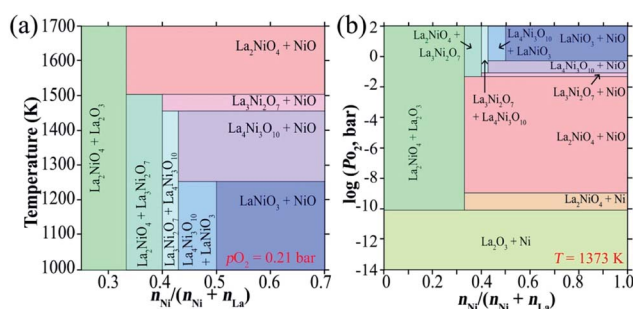 (a)
1700
1600
1500
1400
1300
1200
1100
1000
Temperature (K)
La₂NiO₄ + La₂O₃
La₂NiO₄ + La₃Ni₂O₇
La₃Ni₂O₇ + La₄Ni₃O₁₀
La₄Ni₃O₁₀
+ LaNiO₃
La₂NiO₄ + NiO
La₃Ni₂O₇ + NiO
La₄Ni₃O₁₀ + NiO
LaNiO₃ + NiO
pO₂ = 0.21 bar
0.3 0.4 0.5 0.6 0.7
nNi/(nNi + nLa)
(b)
2
0
-2
-4
-6
-8
-10
-12
-14
log (Po₂, bar)
La₂NiO₄ +
La₃Ni₂O₇
La₄Ni₃O₁₀
+ LaNiO₃
LaNiO₃ + NiO
La₄Ni₃O₁₀ + NiO
La₃Ni₂O₇ + NiO
La₃Ni₂O₇
+ La₄Ni₃O₁₀
La₂NiO₄ + La₂O₃
La₂NiO₄ + NiO
La₂NiO₄ + Ni
La₂O₃ + Ni
T = 1373 K
0 0.2 0.4 0.6 0.8 1.0
nNi/(nNi + nLa)